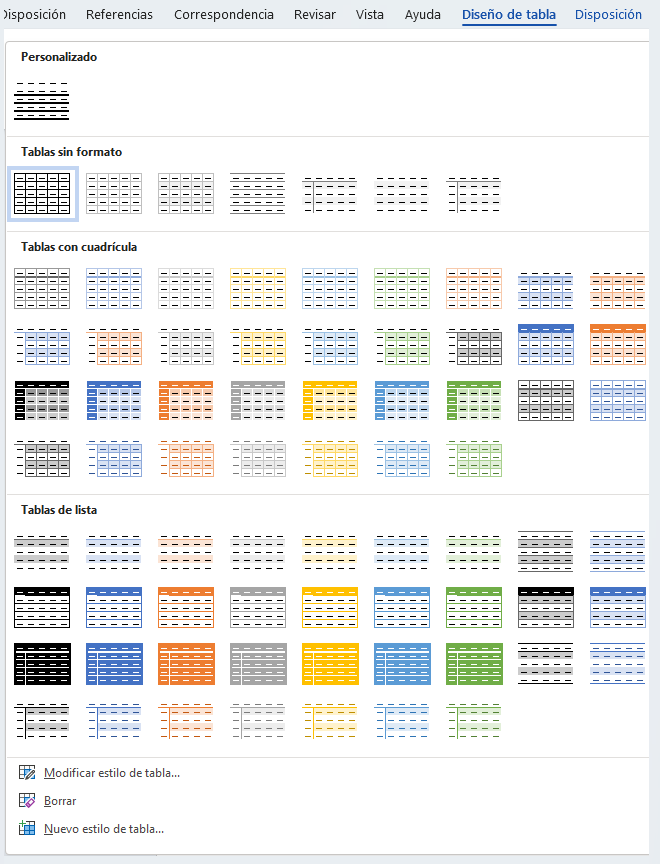 Disposición Referencias Correspondencia Revisar Vista Ayuda Diseño de tabla Disposición
Personalizado
Tablas sin formato
Tablas con cuadrícula
Tablas de lista
Modificar estilo de tabla...
Borrar
Nuevo estilo de tabla...